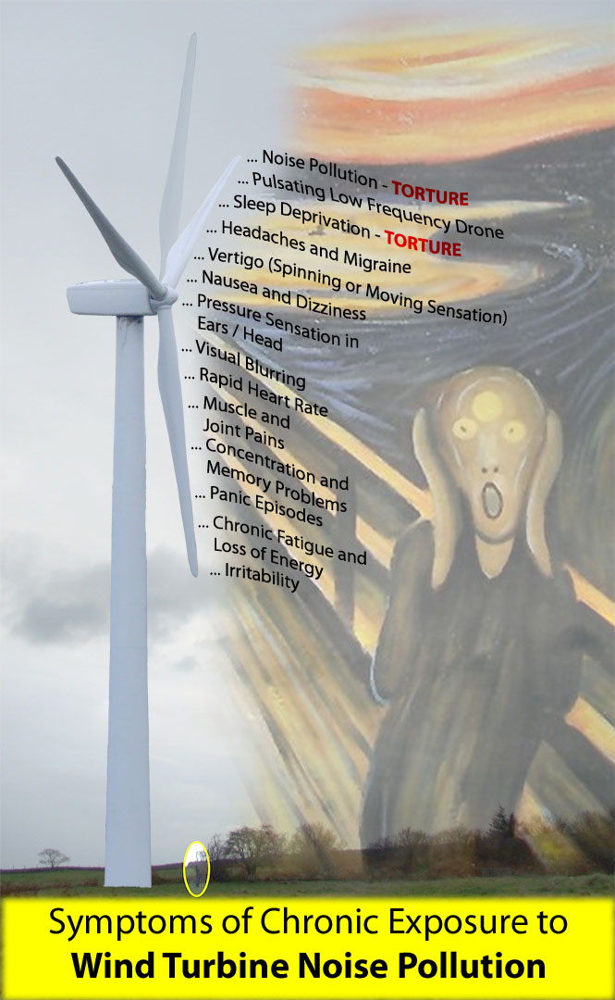 ... Noise Pollution - TORTURE
... Pulsating Low Frequency Drone
... Sleep Deprivation - TORTURE
... Headaches and Migraine
... Vertigo (Spinning or Moving Sensation)
... Nausea and Dizziness
... Pressure Sensation in
Ears / Head
... Visual Blurring
... Rapid Heart Rate
... Muscle and
Joint Pains
... Concentration and
Memory Problems
... Panic Episodes
... Chronic Fatigue and
Loss of Energy
... Irritability
Symptoms of Chronic Exposure to
Wind Turbine Noise Pollution